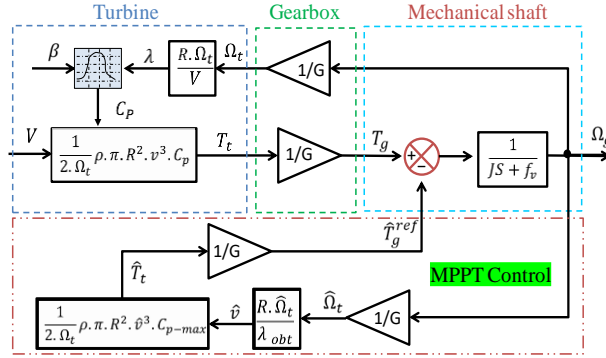 Turbine
Gearbox
Mechanical shaft
β
λ
R.Ω_t / V
Ω_t
1/G
C_P
V
1 / 2.Ω_t ρ.π.R².v³.C_p
T_t
1/G
T_g
+
−
1 / JS + f_v
Ω_g
T̂_g^ref
1/G
T̂_t
MPPT Control
1 / 2.Ω_t ρ.π.R².v̂³.C_p−max
v̂
R.Ω̂_t / λ_obt
Ω̂_t
1/G